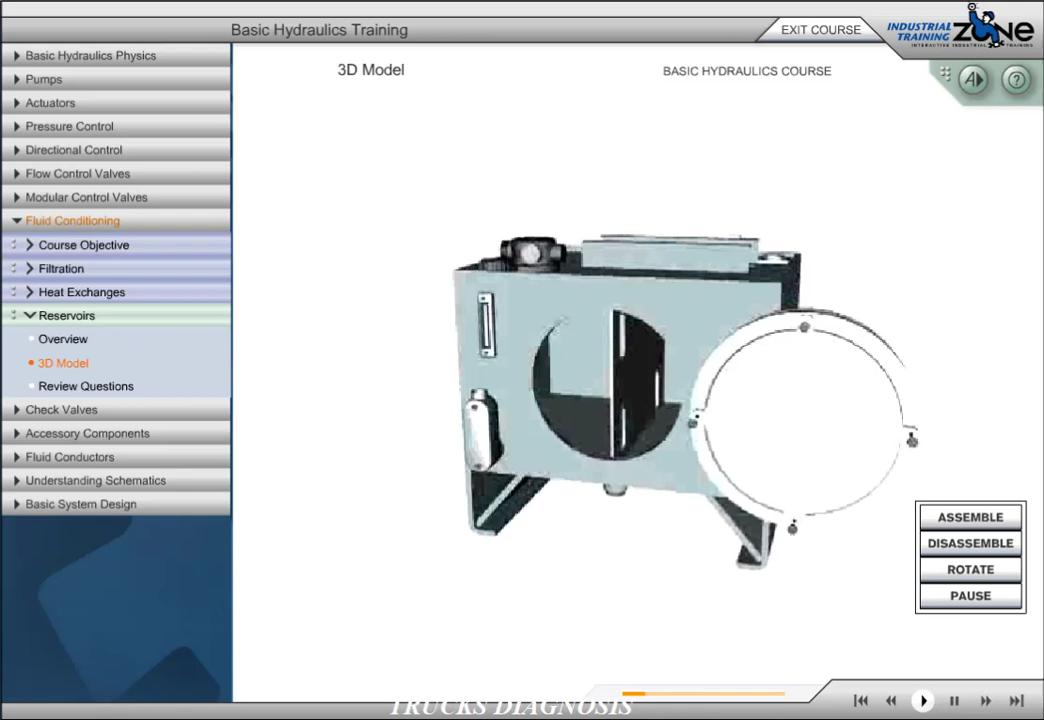 Basic Hydraulics Training
EXIT COURSE
INDUSTRIAL
TRAINING
ZONE
INTERACTIVE INDUSTRIAL TRAINING
Basic Hydraulics Physics
Pumps
Actuators
Pressure Control
Directional Control
Flow Control Valves
Modular Control Valves
Fluid Conditioning
Course Objective
Filtration
Heat Exchanges
Reservoirs
Overview
3D Model
Review Questions
Check Valves
Accessory Components
Fluid Conductors
Understanding Schematics
Basic System Design
3D Model
BASIC HYDRAULICS COURSE
A
?
ASSEMBLE
DISASSEMBLE
ROTATE
PAUSE
TRUCKS DIAGNOSIS